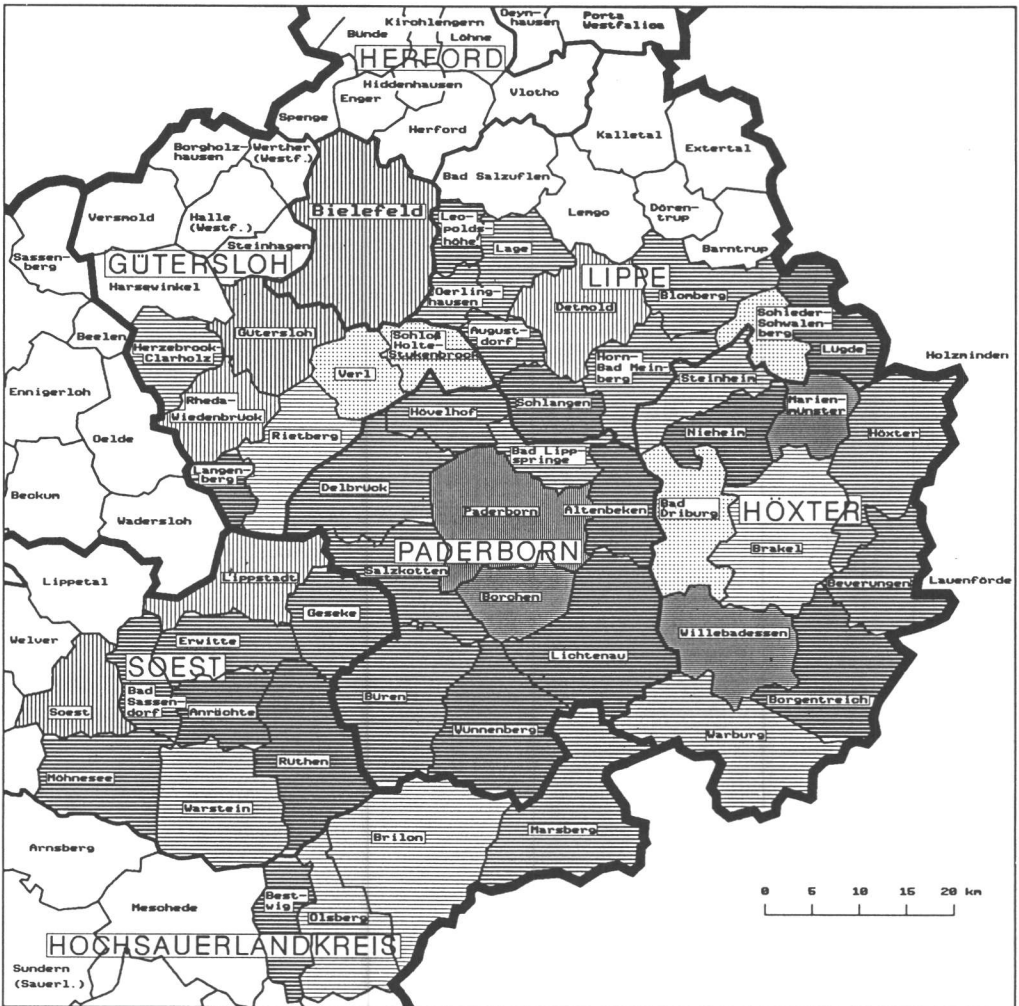 Kirchlengern
Oeyn-
hausen
Porta
Westfalica
Bünde
Löhne
HERFORD
Hiddenhausen
Enger
Vlotho
Spenge
Herford
Kalletal
Extertal
Borgholz-
hausen
Werther
(Westf.)
Bad Salzuflen
Versmold
Halle
(Westf.)
Bielefeld
Leo-
polds-
höhe
Lemgo
Dören-
trup
Steinhagen
Lage
Barntrup
Sassen-
berg
GÜTERSLOH
LIPPE
Harsewinkel
Oerling-
hausen
Detmold
Blomberg
Beelen
Gütersloh
Schloß
Holte-
Stukenbrock
August-
dorf
Schieder-
Schwalen-
berg
Herzebrook-
Clarholz
Lügde
Holzminden
Verl
Horn-
Bad Mein-
berg
Steinheim
Ennigerloh
Rheda-
Wiedenbrück
Hövelhof
Schlangen
Marien-
münster
Oelde
Rietberg
Nieheim
Höxter
Bad Lipp-
springe
Langen-
berg
Delbrück
Beckum
Bad
Driburg
HÖXTER
Paderborn
Altenbeken
Wadersloh
PADERBORN
Brakel
Lippetal
Lippstadt
Salzkotten
Beverungen
Lauenförde
Borchen
Geseke
Welver
Erwitte
Willebadessen
SOEST
Lichtenau
Bad
Sassen-
dorf
Büren
Borgentreich
Soest
Anröchte
Wünnenberg
Warburg
Rüthen
Möhnesee
Warstein
Brilon
Marsberg
Arnsberg
0 5 10 15 20 km
Meschede
Best-
wig
Olsberg
HOCHSAUERLANDKREIS
Sundern
(Sauerl.)